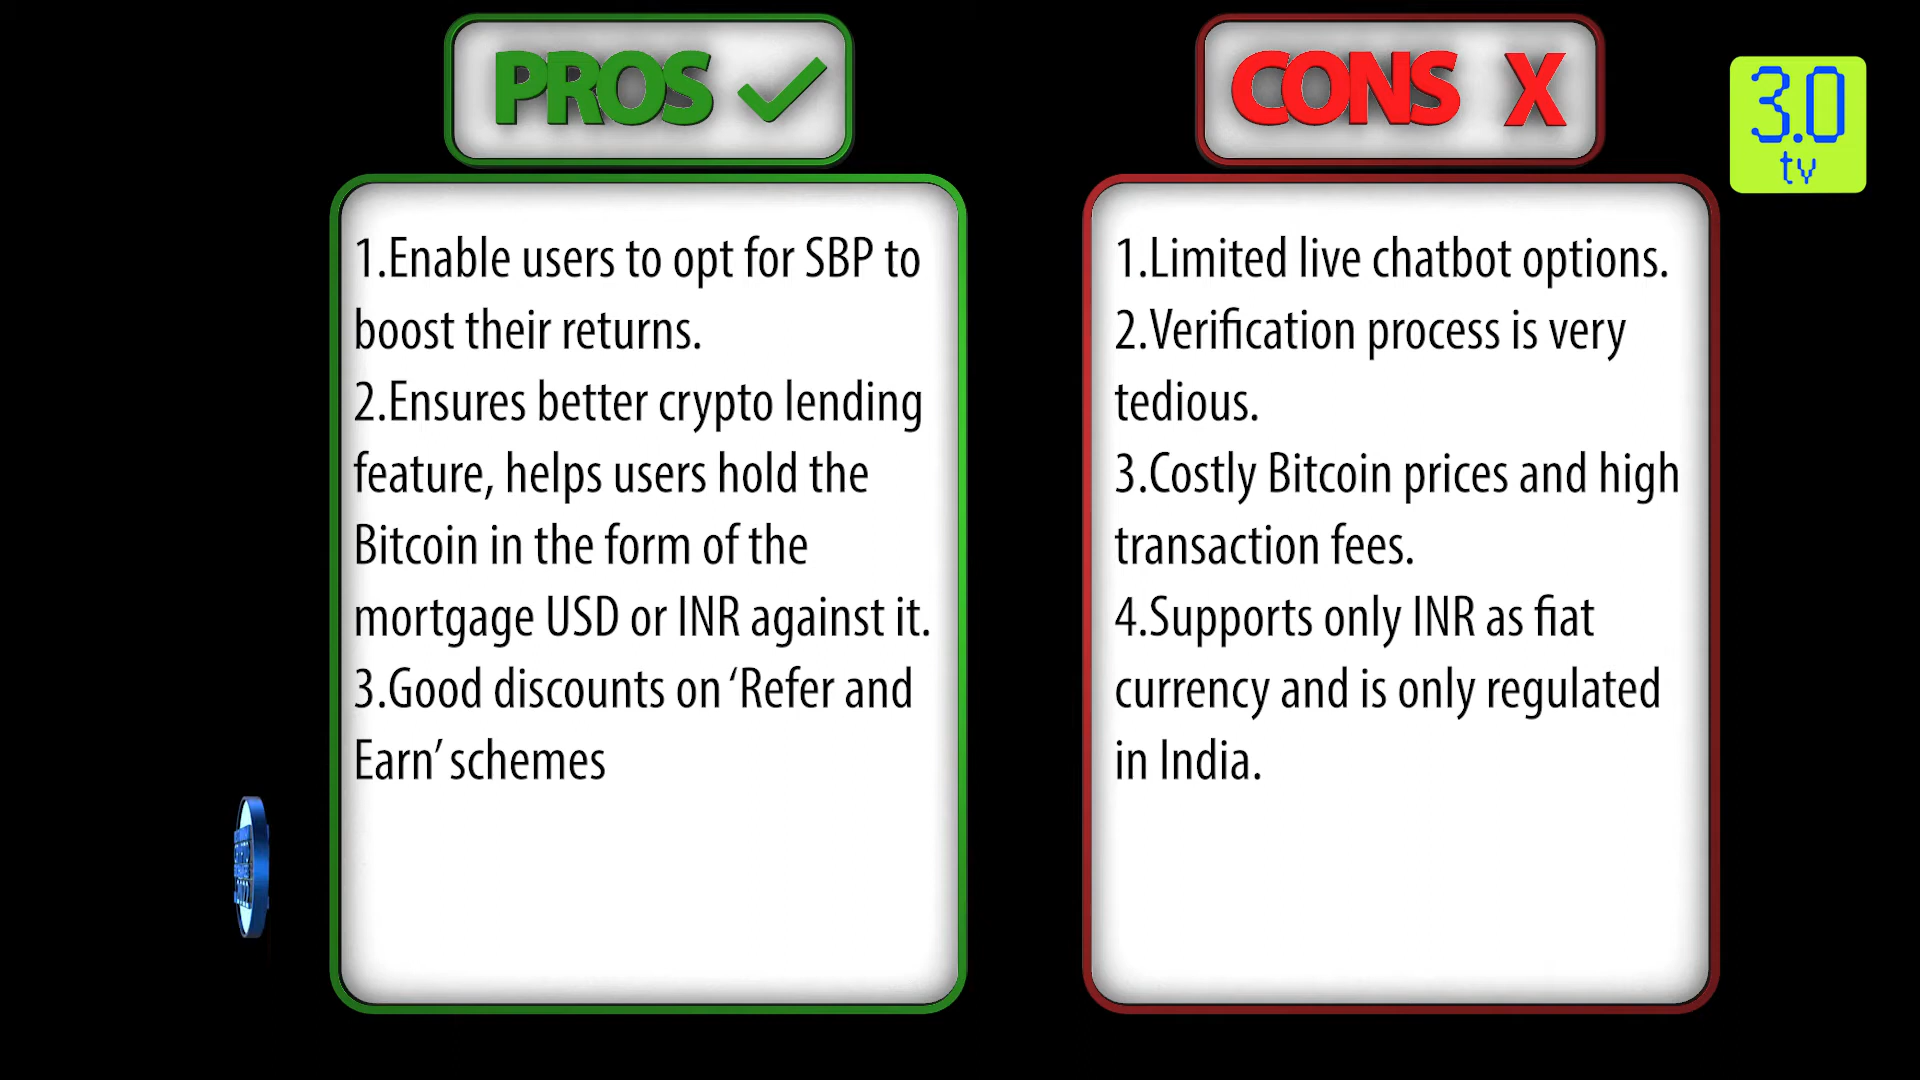 PROS
1.Enable users to opt for SBP to
boost their returns.
2.Ensures better crypto lending
feature, helps users hold the
Bitcoin in the form of the
mortgage USD or INR against it.
3.Good discounts on ‘Refer and
Earn’ schemes
CONS X
1.Limited live chatbot options.
2.Verification process is very
tedious.
3.Costly Bitcoin prices and high
transaction fees.
4.Supports only INR as fiat
currency and is only regulated
in India.
3.0
tv